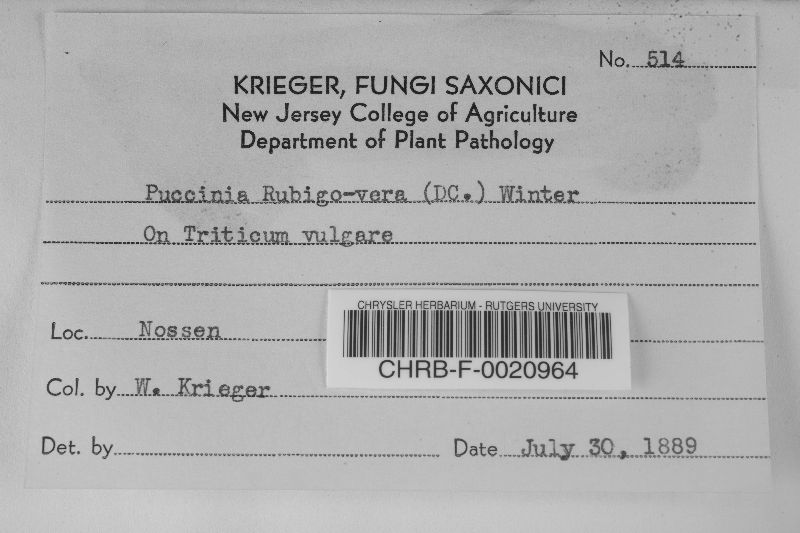 No. 514
KRIEGER, FUNGI SAXONICI
New Jersey College of Agriculture
Department of Plant Pathology
Puccinia Rubigo-vera (DC.) Winter
On Triticum vulgare
CHRYSLER HERBARIUM - RUTGERS UNIVERSITY
CHRB-F-0020964
Loc. Nossen
Col. by W. Krieger
Det. by
Date July 30, 1889